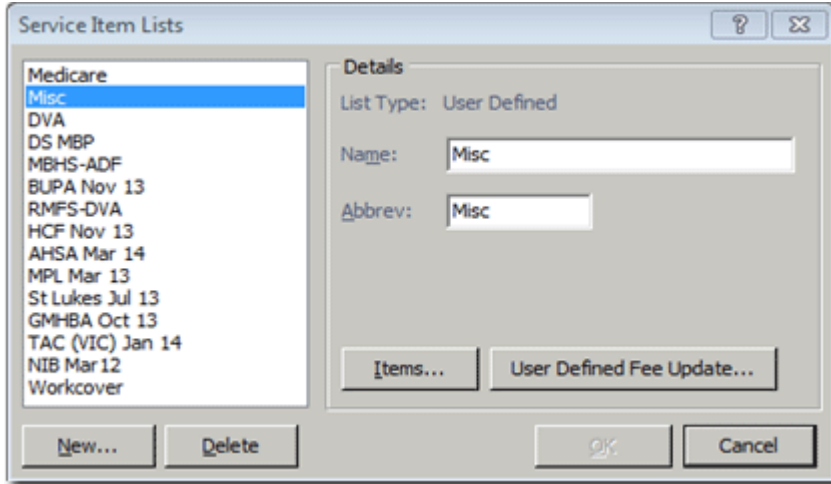 Service Item Lists
Medicare
Misc
DVA
DS MBP
MBHS-ADF
BUPA Nov 13
RMFS-DVA
HCF Nov 13
AHSA Mar 14
MPL Mar 13
St Lukes Jul 13
GMHBA Oct 13
TAC (VIC) Jan 14
NIB Mar12
Workcover
New...
Delete
Details
List Type: User Defined
Name: Misc
Abbrev: Misc
Items...
User Defined Fee Update...
OK
Cancel